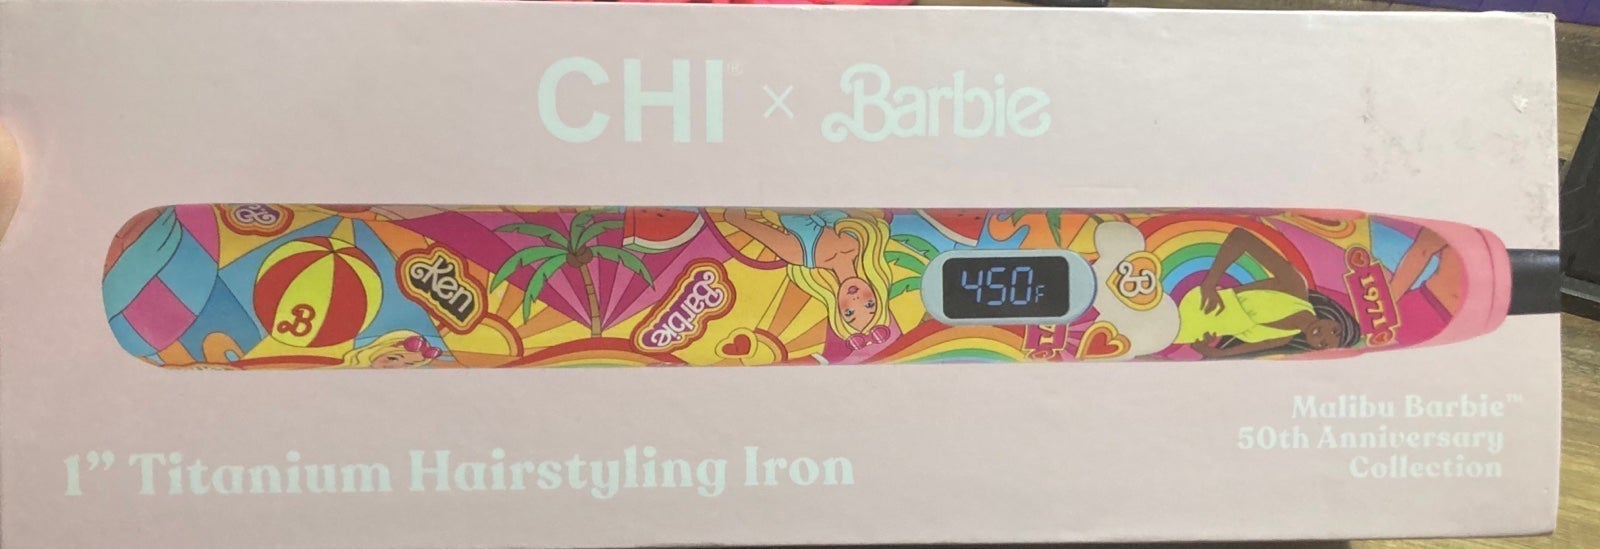 CHI® × Barbie
Ken
B
Barbie
450F
B
1971
1" Titanium Hairstyling Iron
Malibu Barbie™
50th Anniversary
Collection